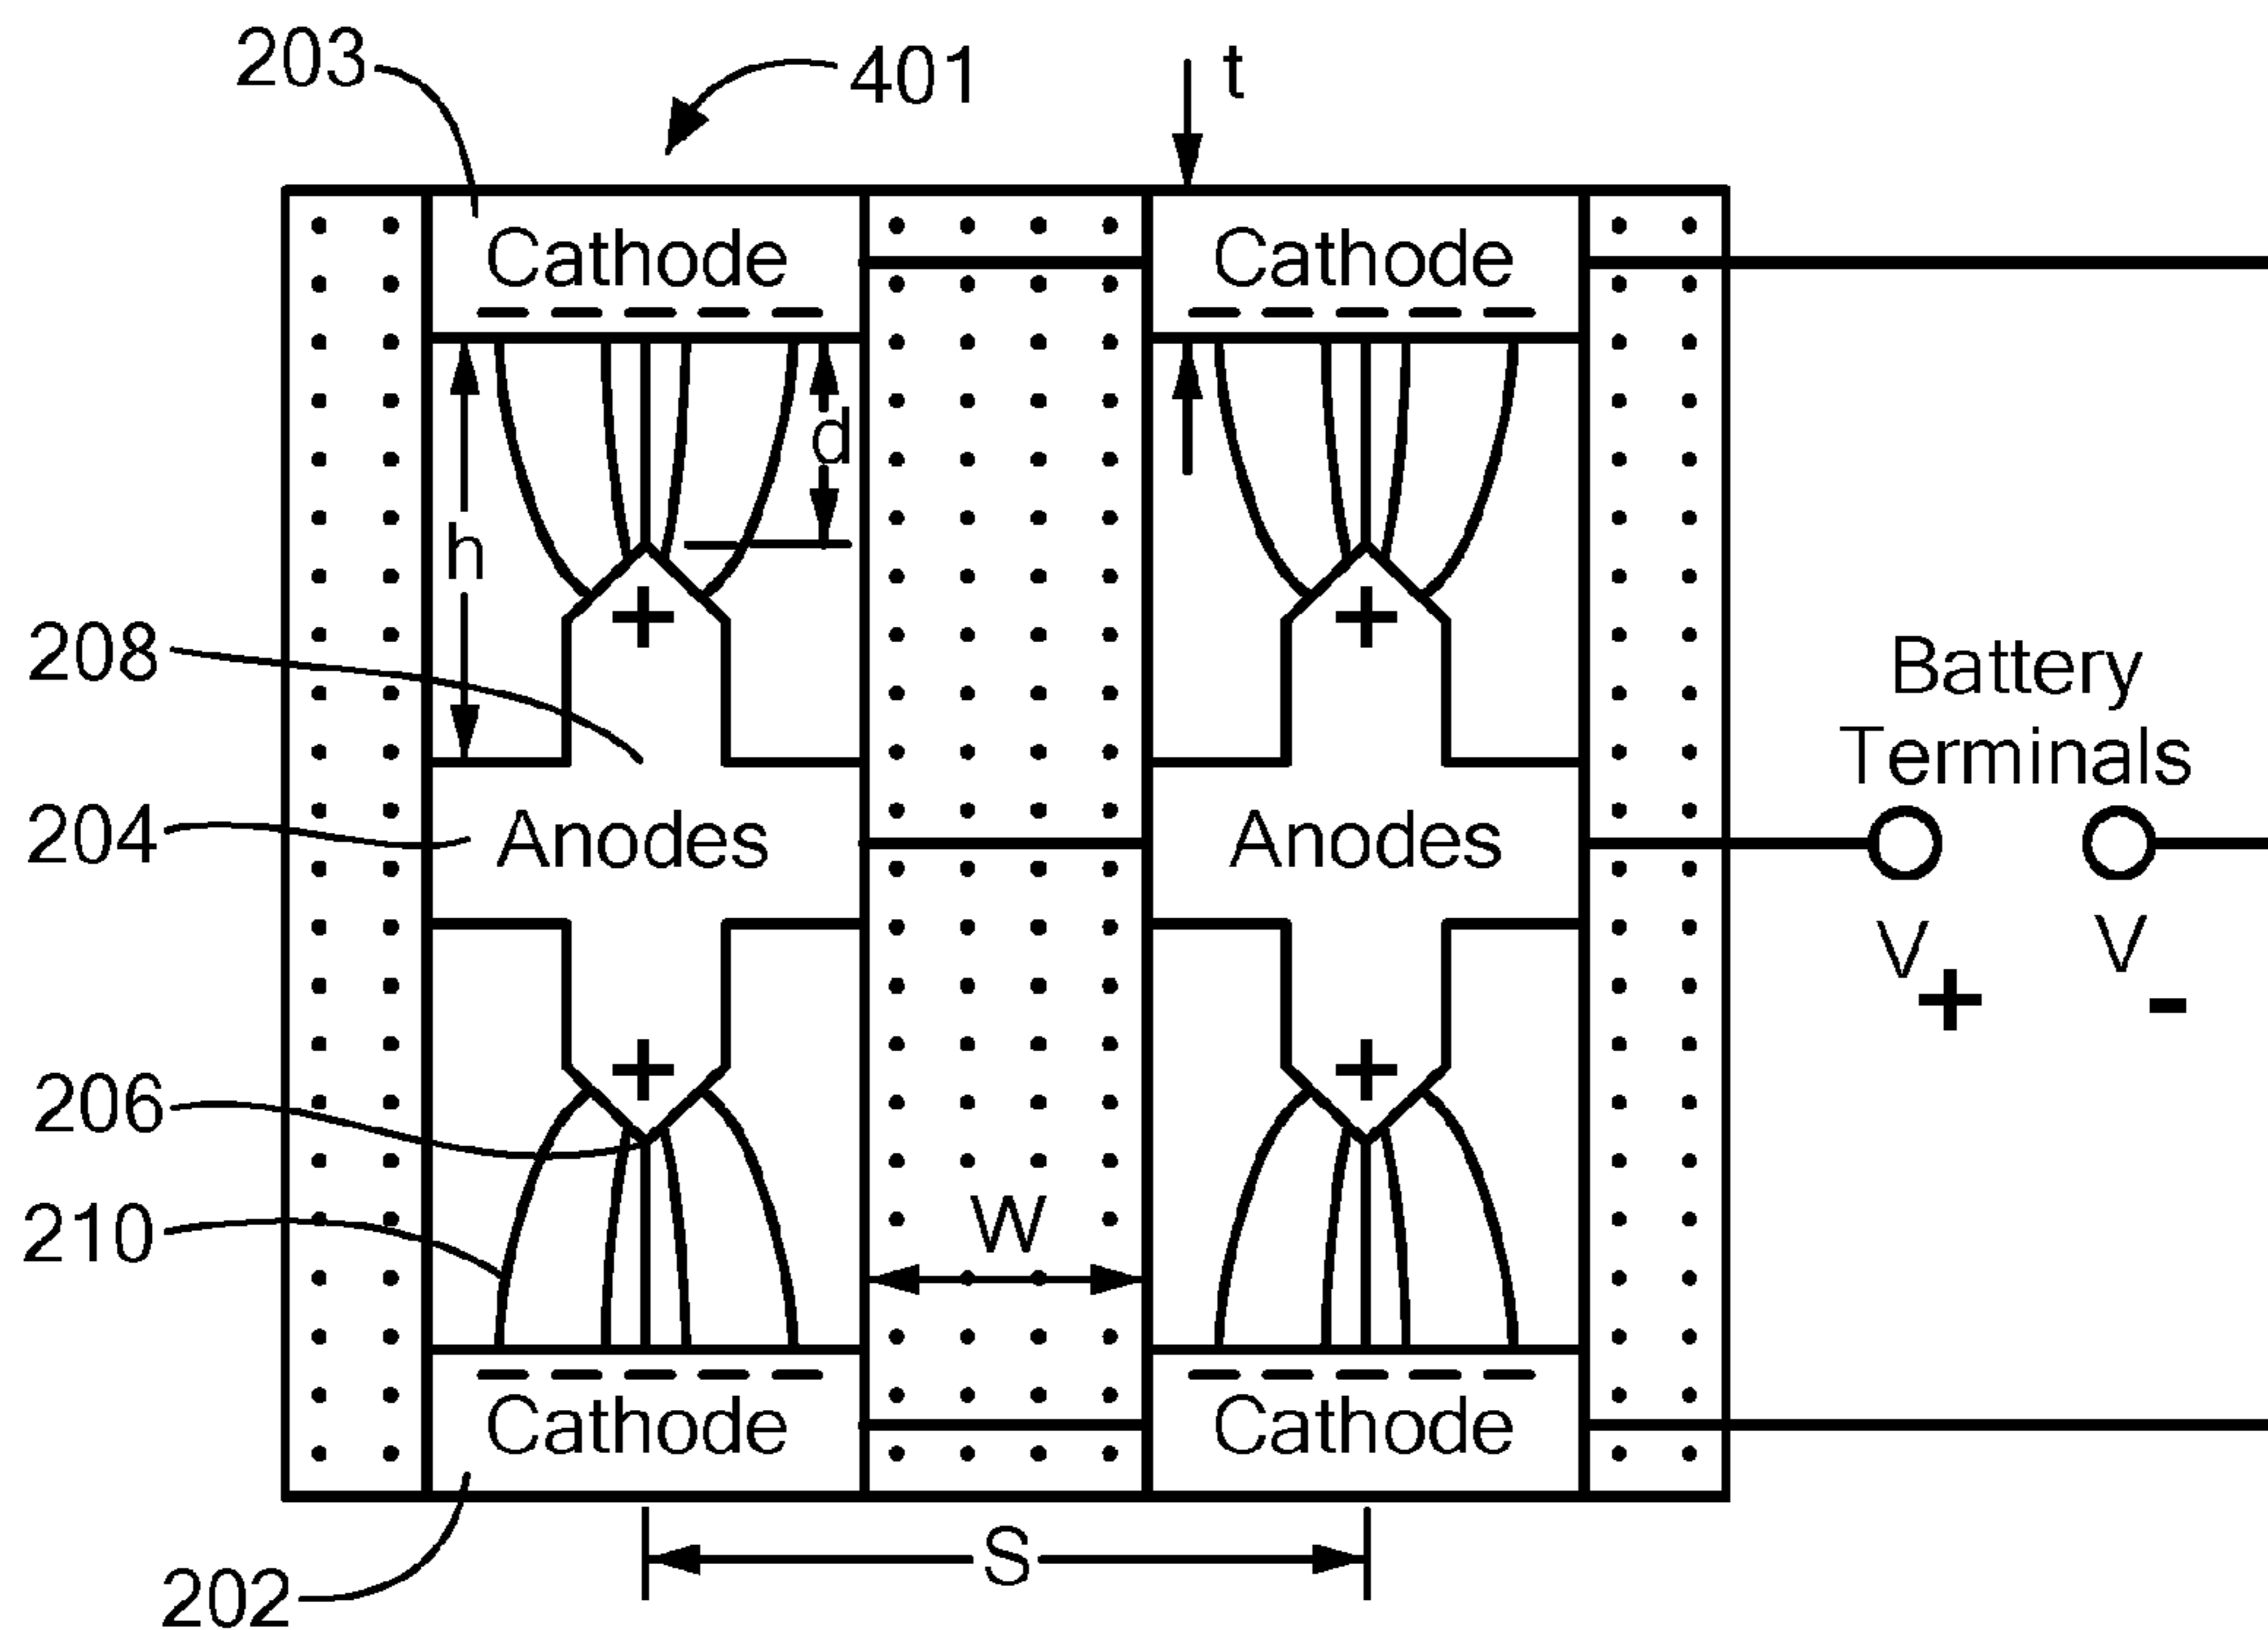 203
401
t
Cathode
Cathode
d
h
208
Battery
Terminals
204
Anodes
Anodes
V+
V-
+
+
+
+
206
210
W
Cathode
Cathode
S
202